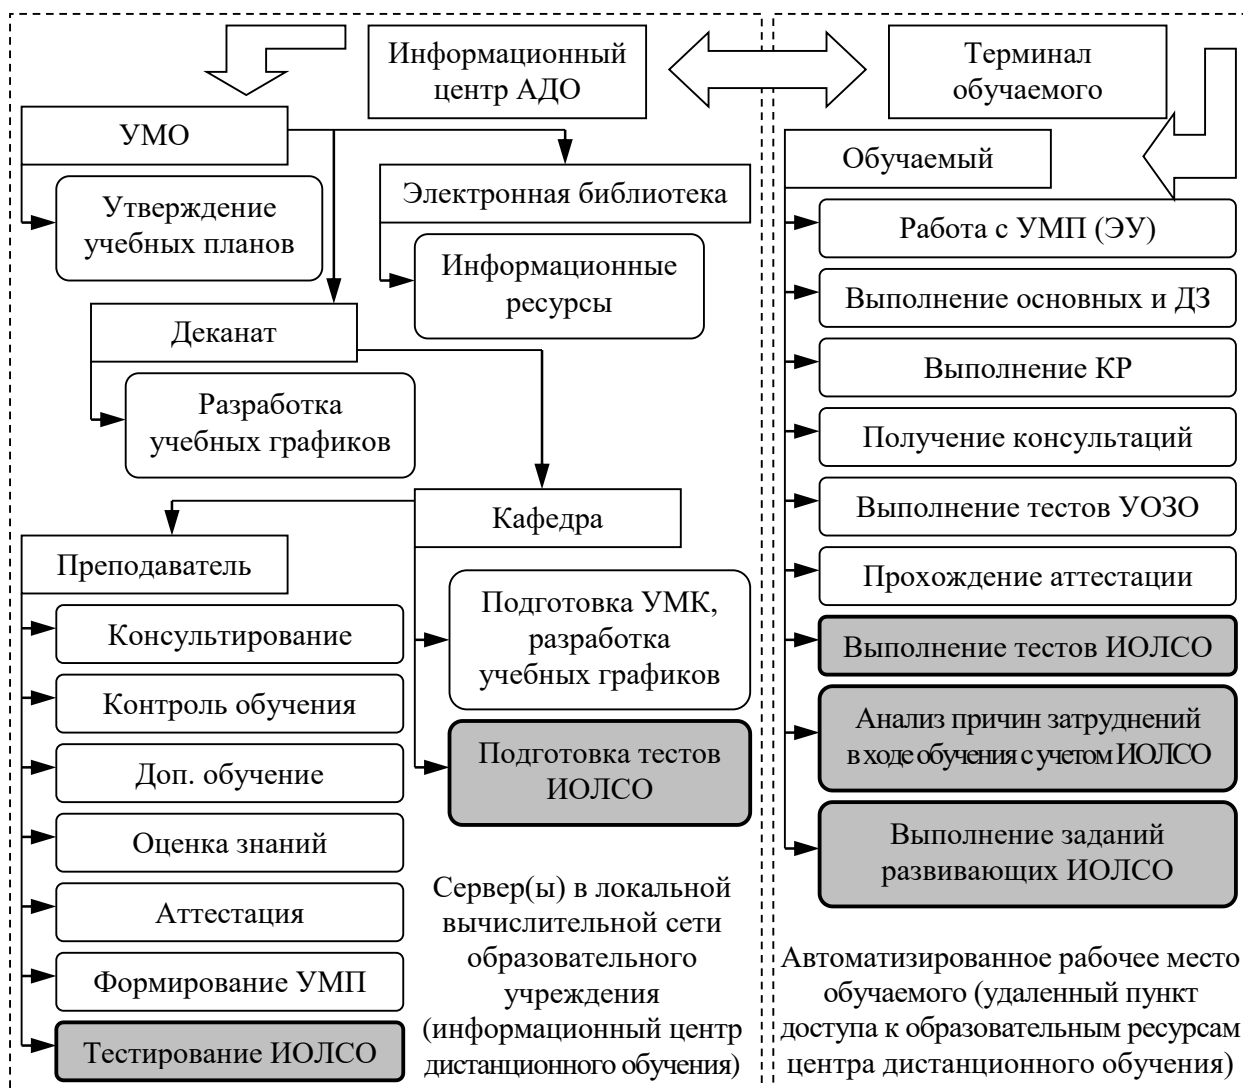 Информационный
центр АДО
УМО
Утверждение
учебных планов
Электронная библиотека
Информационные
ресурсы
Деканат
Разработка
учебных графиков
Кафедра
Преподаватель
Консультирование
Контроль обучения
Доп. обучение
Оценка знаний
Аттестация
Формирование УМП
Тестирование ИОЛСО
Подготовка УМК,
разработка
учебных графиков
Подготовка тестов
ИОЛСО
Сервер(ы) в локальной
вычислительной сети
образовательного
учреждения
(информационный центр
дистанционного обучения)
Терминал
обучаемого
Обучаемый
Работа с УМП (ЭУ)
Выполнение основных и ДЗ
Выполнение КР
Получение консультаций
Выполнение тестов УОЗО
Прохождение аттестации
Выполнение тестов ИОЛСО
Анализ причин затруднений
в ходе обучения с учетом ИОЛСО
Выполнение заданий
развивающих ИОЛСО
Автоматизированное рабочее место
обучаемого (удаленный пункт
доступа к образовательным ресурсам
центра дистанционного обучения)